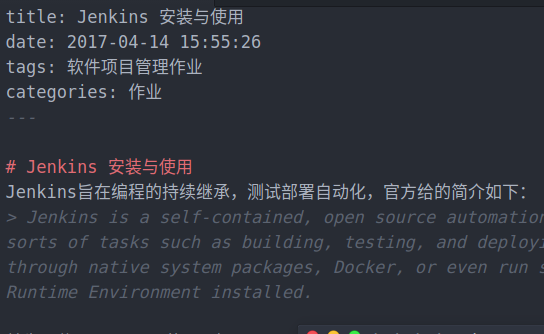 title: Jenkins 安装与使用
date: 2017-04-14 15:55:26
tags: 软件项目管理作业
categories: 作业
---
# Jenkins 安装与使用
Jenkins旨在编程的持续继承，测试部署自动化，官方给的简介如下：
> Jenkins is a self-contained, open source automation
sorts of tasks such as building, testing, and deployi
through native system packages, Docker, or even run s
Runtime Environment installed.